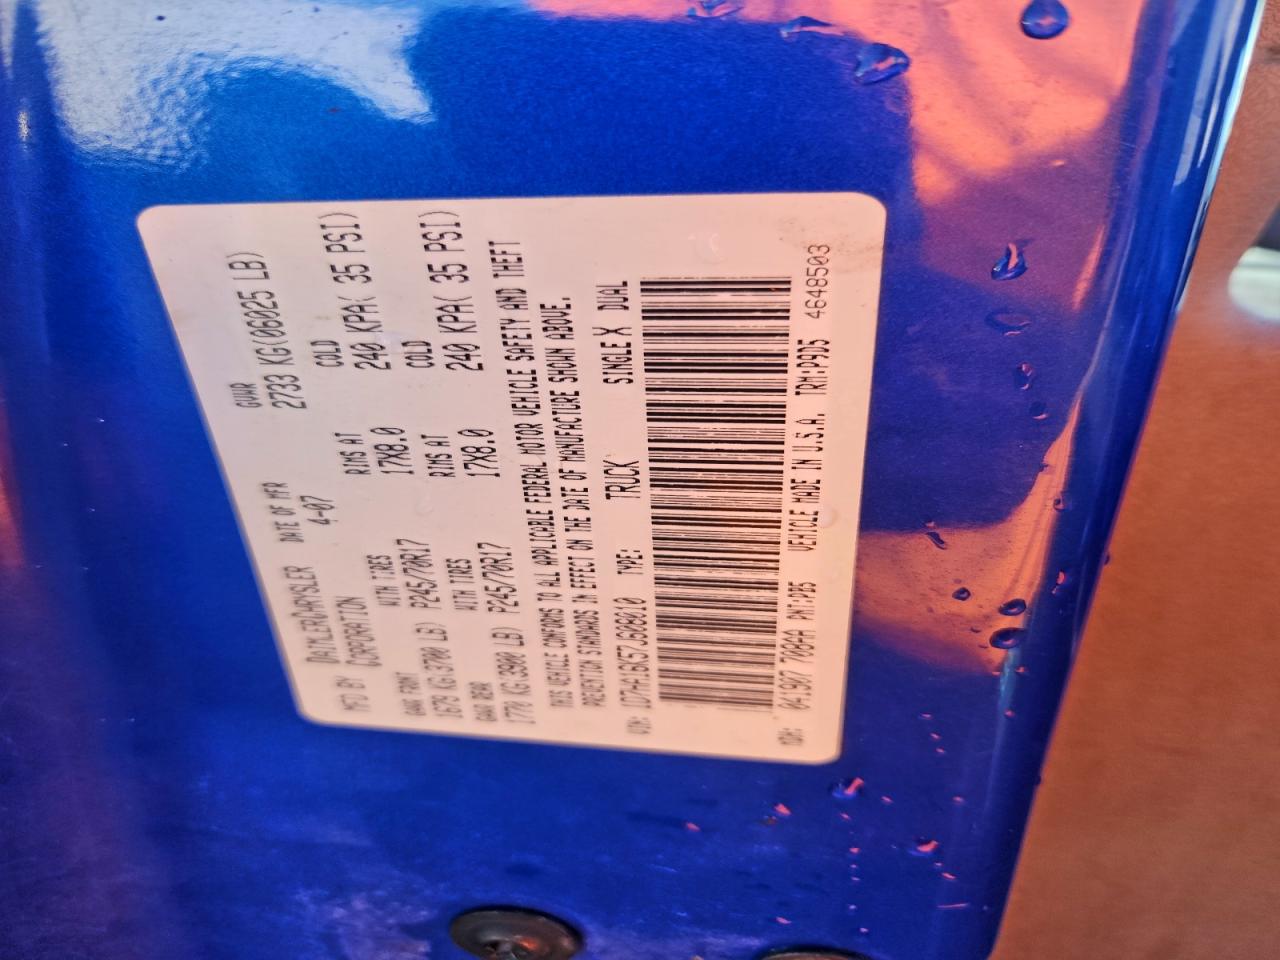 MFD BY DAIMLERCHRYSLER CORPORATION DATE OF MFR 4-07 GVWR 2733 KG(06025 LB)
GAWR FRONT WITH TIRES RIMS AT COLD
1679 KG(3700 LB) P245/70R17 17X8.0 240 KPA( 35 PSI)
GAWR REAR WITH TIRES RIMS AT COLD
1770 KG(3900 LB) P245/70R17 17X8.0 240 KPA( 35 PSI)
THIS VEHICLE CONFORMS TO ALL APPLICABLE FEDERAL MOTOR VEHICLE SAFETY AND THEFT
PREVENTION STANDARDS IN EFFECT ON THE DATE OF MANUFACTURE SHOWN ABOVE.
VIN: 1D7HA16K57J608010 TYPE: TRUCK SINGLE X DUAL
MDH: 041907 708AA PNT:PB5 VEHICLE MADE IN U.S.A. TRM:P9D5 4648503